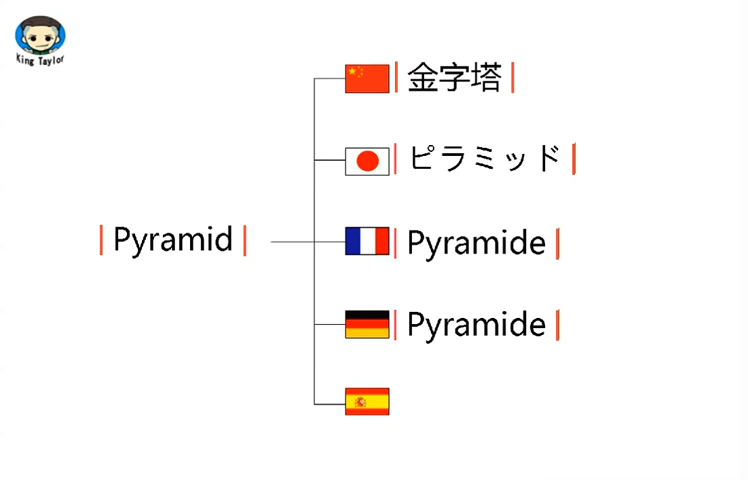 King Taylor
金字塔
ピラミッド
Pyramid
Pyramide
Pyramide